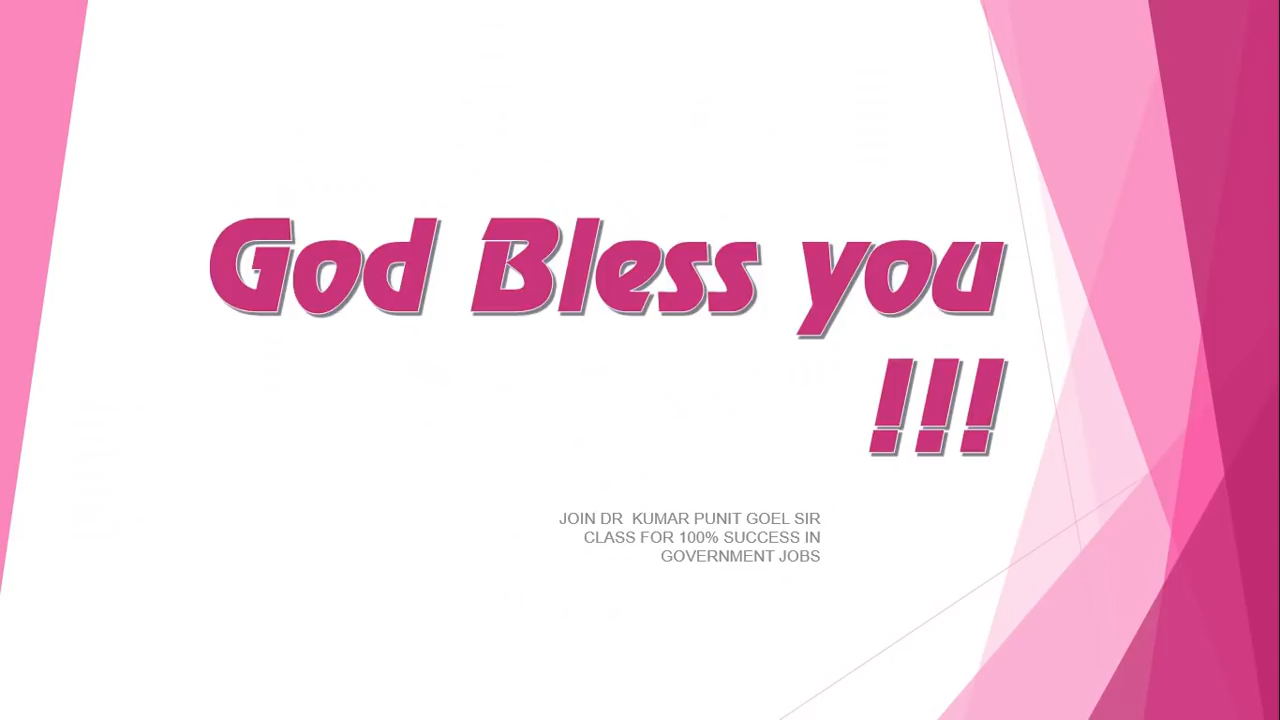 God Bless you
!!!
JOIN DR  KUMAR PUNIT GOEL SIR
CLASS FOR 100% SUCCESS IN
GOVERNMENT JOBS